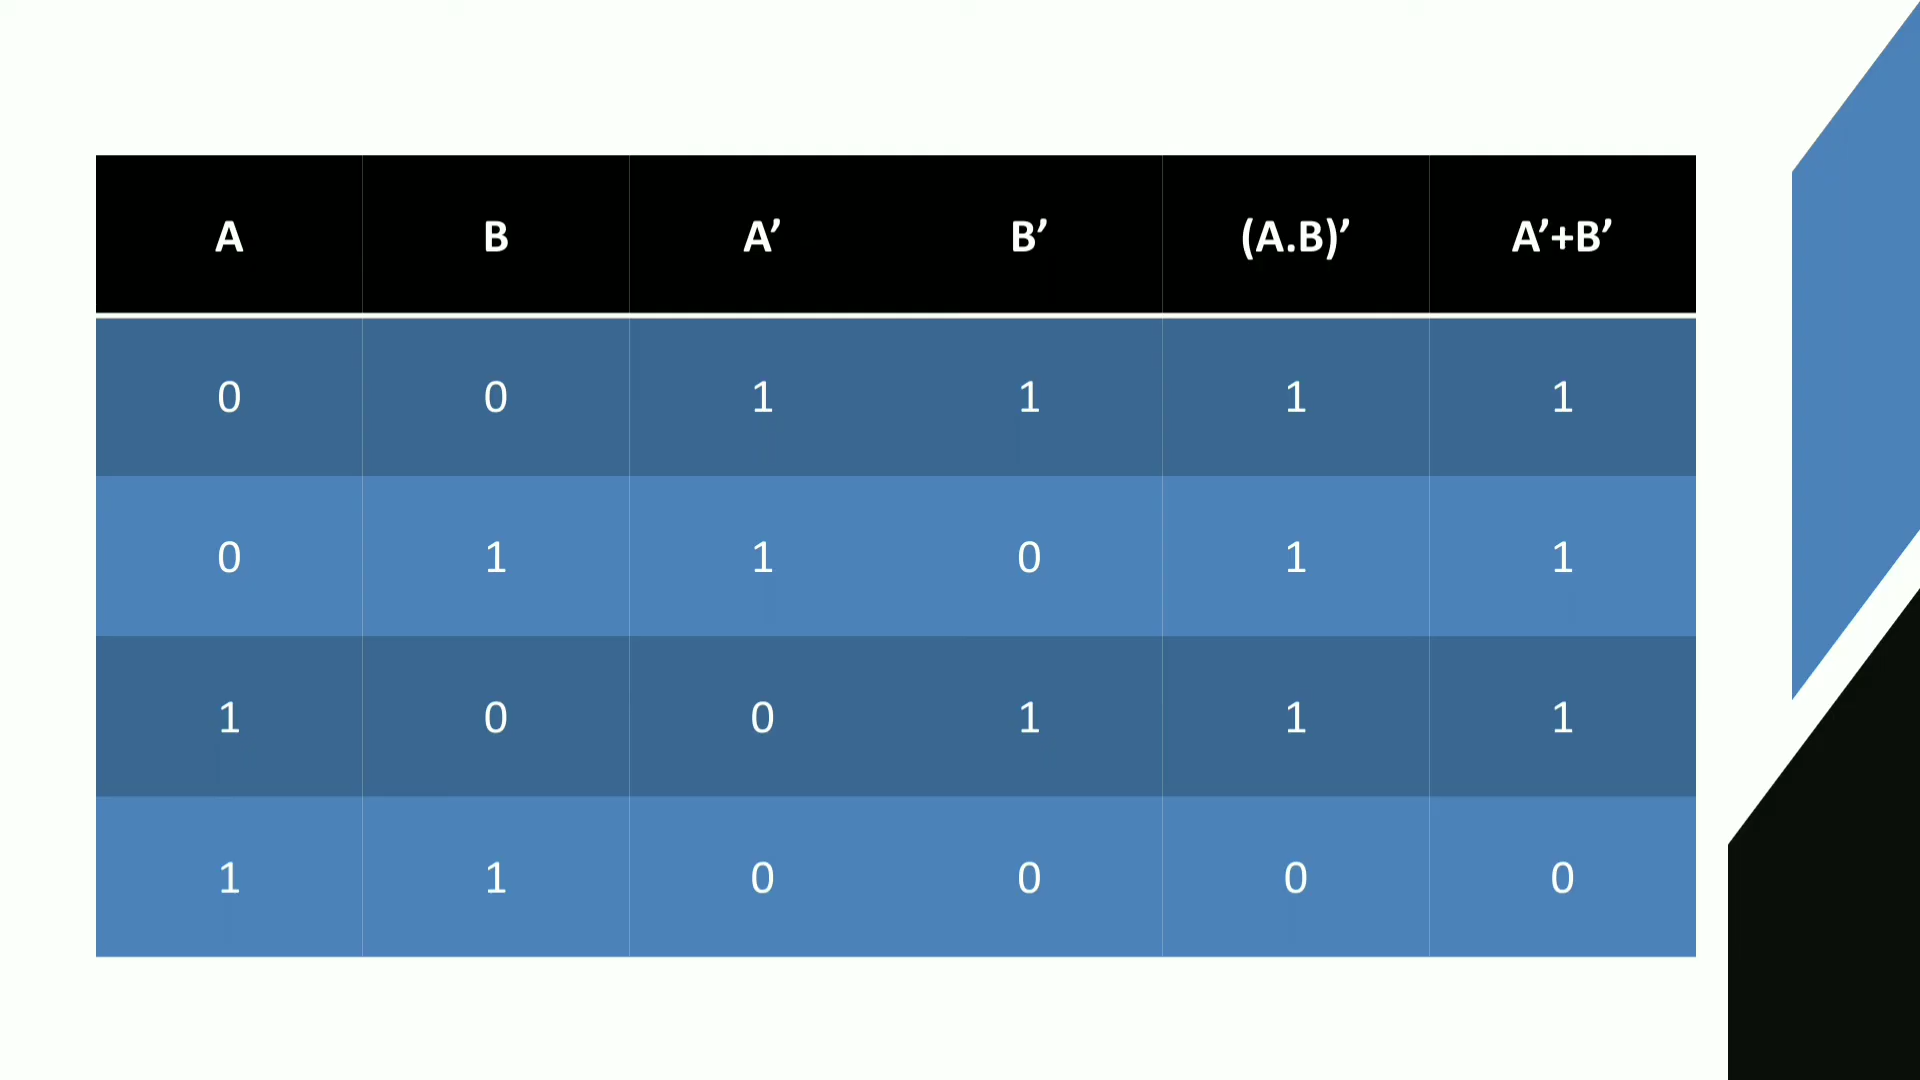 A B A’ B’ (A.B)’ A’+B’
0 0 1 1 1 1
0 1 1 0 1 1
1 0 0 1 1 1
1 1 0 0 0 0